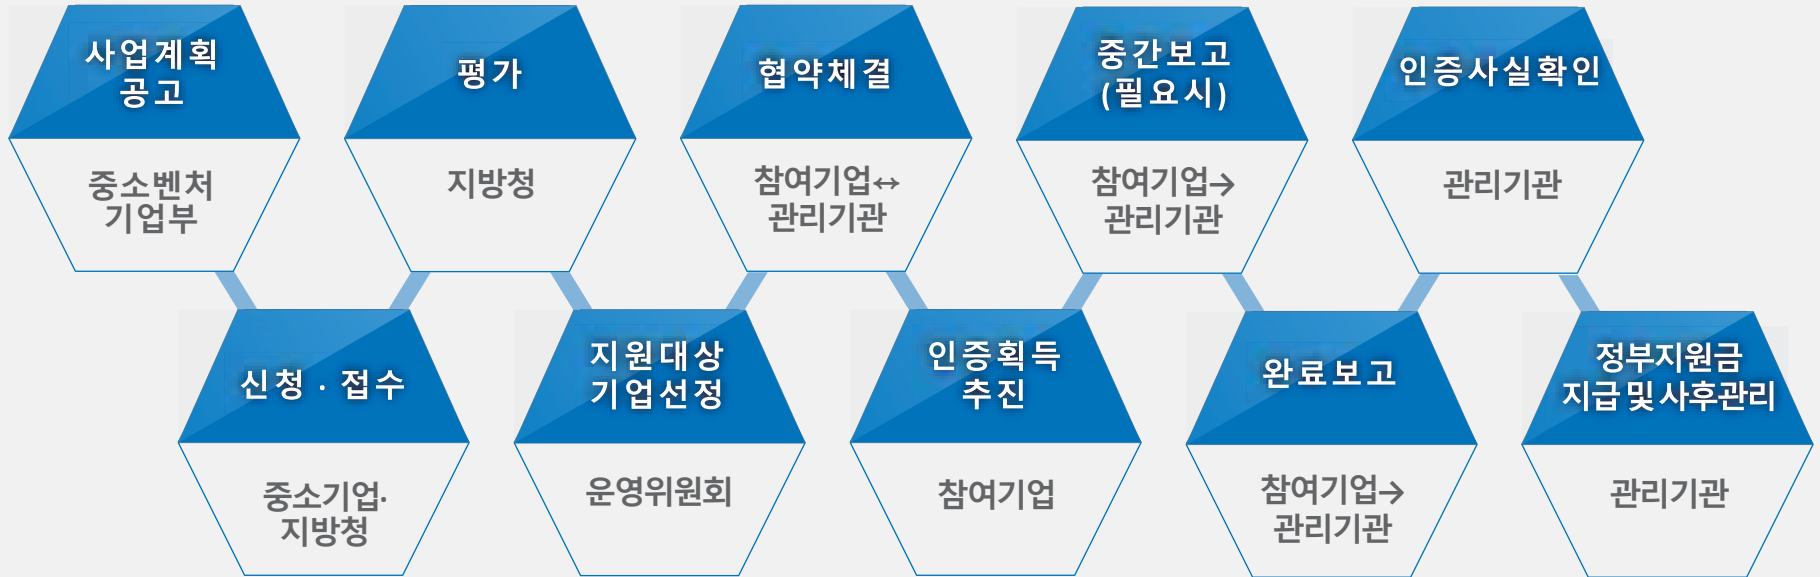 사업계획
공고
중소벤처
기업부
신청 · 접수
중소기업·
지방청
평가
지방청
지원대상
기업선정
운영위원회
협약체결
참여기업↔
관리기관
인증획득
추진
참여기업
중간보고
(필요시)
참여기업→
관리기관
완료보고
참여기업→
관리기관
인증사실확인
관리기관
정부지원금
지급 및 사후관리
관리기관